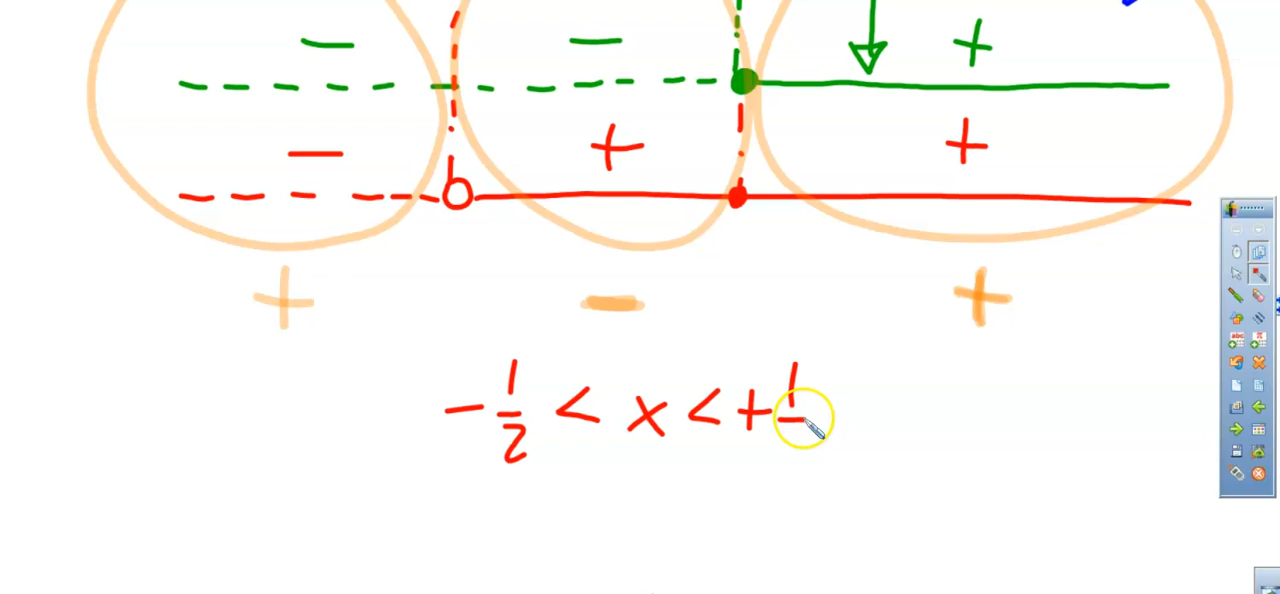 − − +
− + +
+ − +
-1/2 < x < +1/